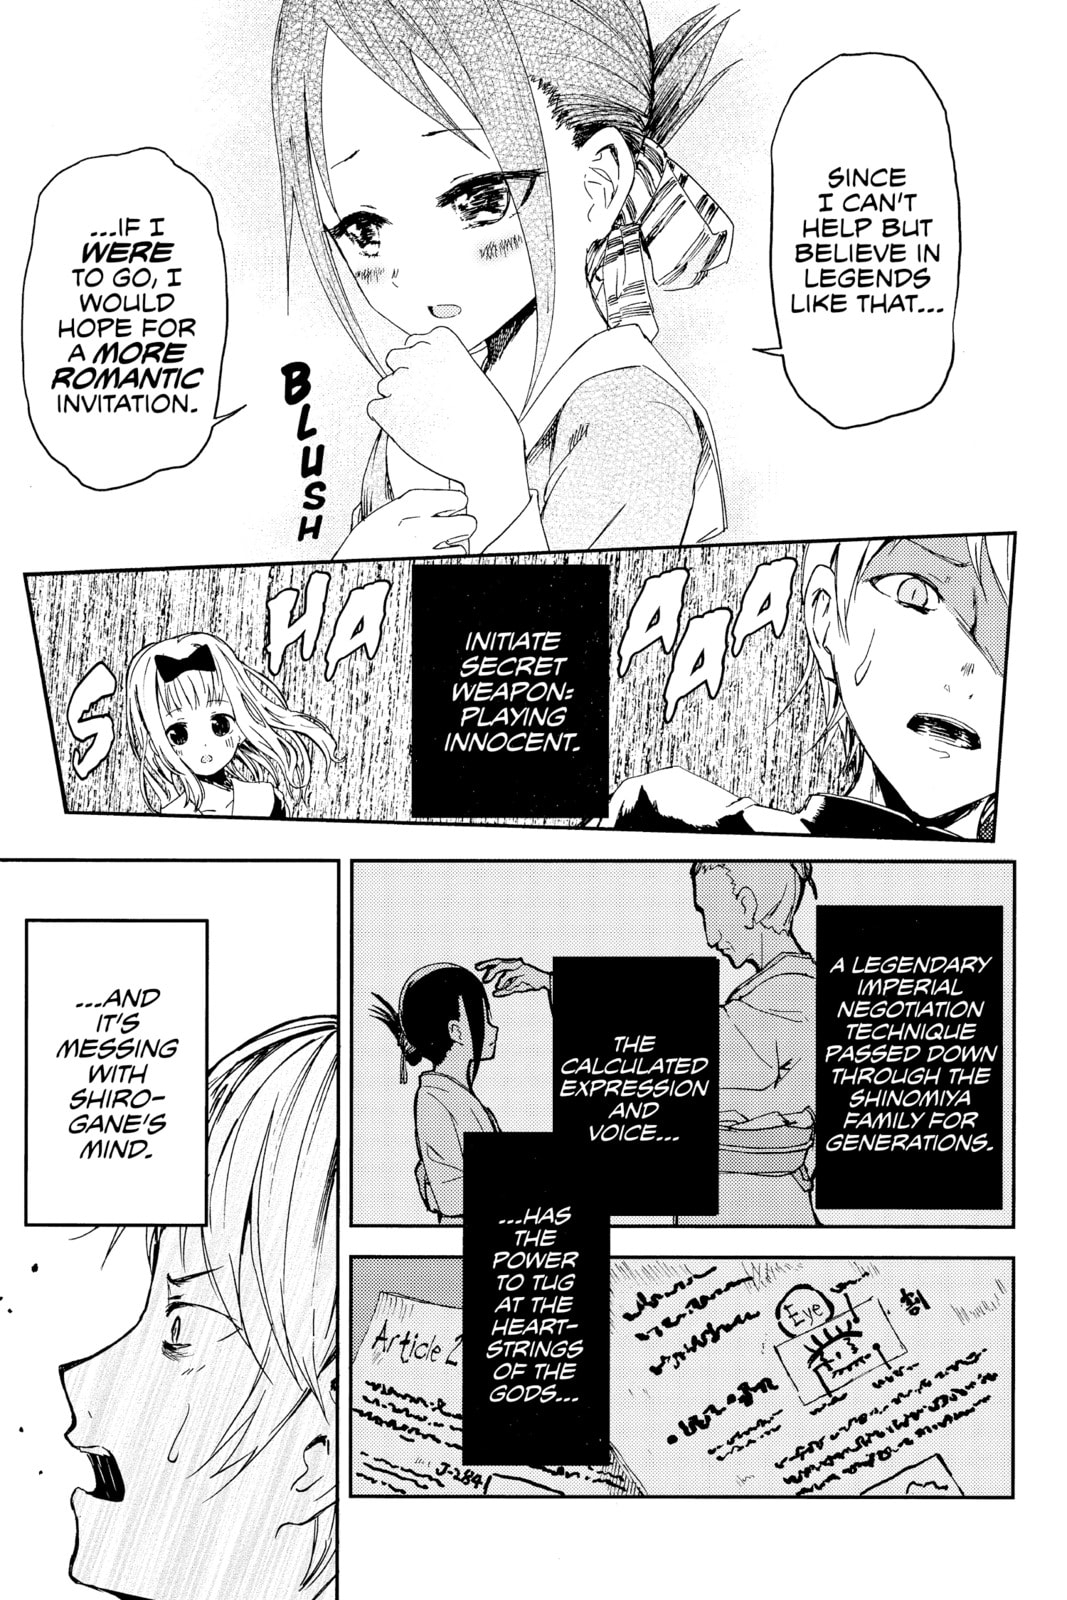 SINCE
I CAN'T
HELP BUT
BELIEVE IN
LEGENDS
LIKE THAT...
...IF I
WERE
TO GO, I
WOULD
HOPE FOR
A MORE
ROMANTIC
INVITATION.
BLUSH
SHAAAAA
INITIATE
SECRET
WEAPON:
PLAYING
INNOCENT.
A LEGENDARY
IMPERIAL
NEGOTIATION
TECHNIQUE
PASSED DOWN
THROUGH THE
SHINOMIYA
FAMILY FOR
GENERATIONS.
THE
CALCULATED
EXPRESSION
AND
VOICE...
...HAS
THE
POWER
TO TUG
AT THE
HEART-
STRINGS
OF THE
GODS...
Article 2
J-284
Eye
...AND
IT'S
MESSING
WITH
SHIRO-
GANE'S
MIND.